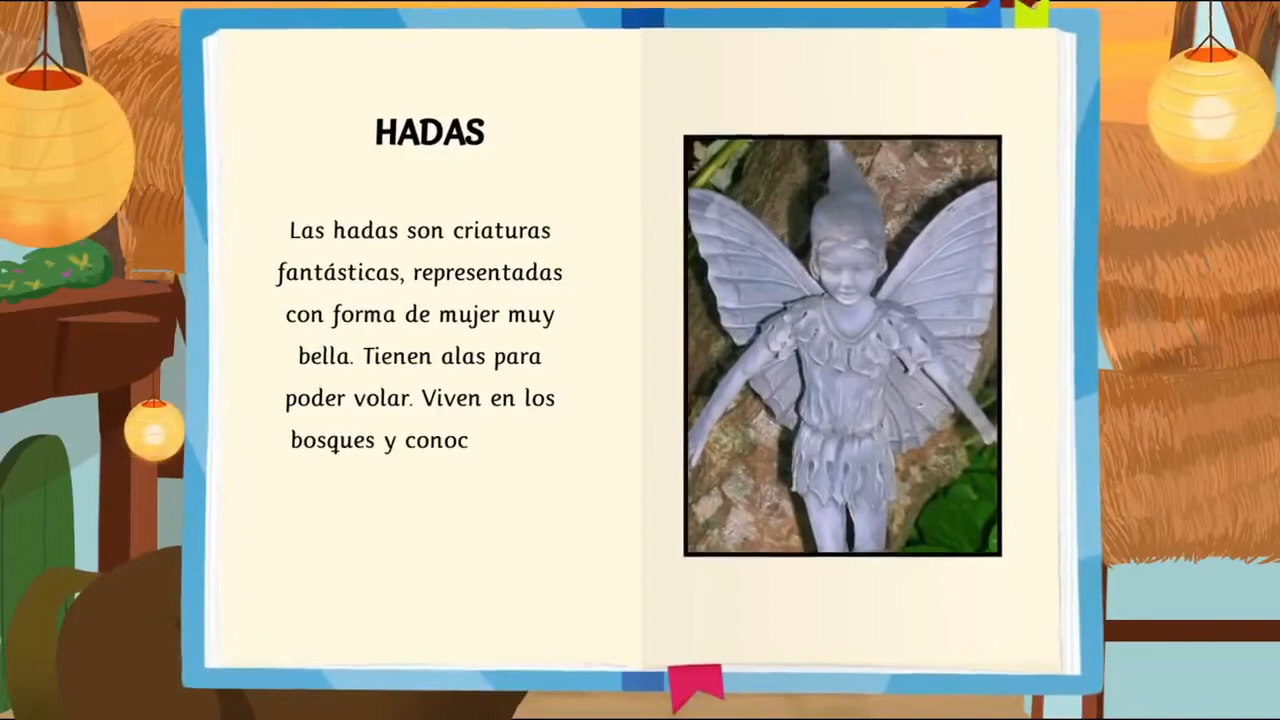 HADAS
Las hadas son criaturas
fantásticas, representadas
con forma de mujer muy
bella. Tienen alas para
poder volar. Viven en los
bosques y conoc